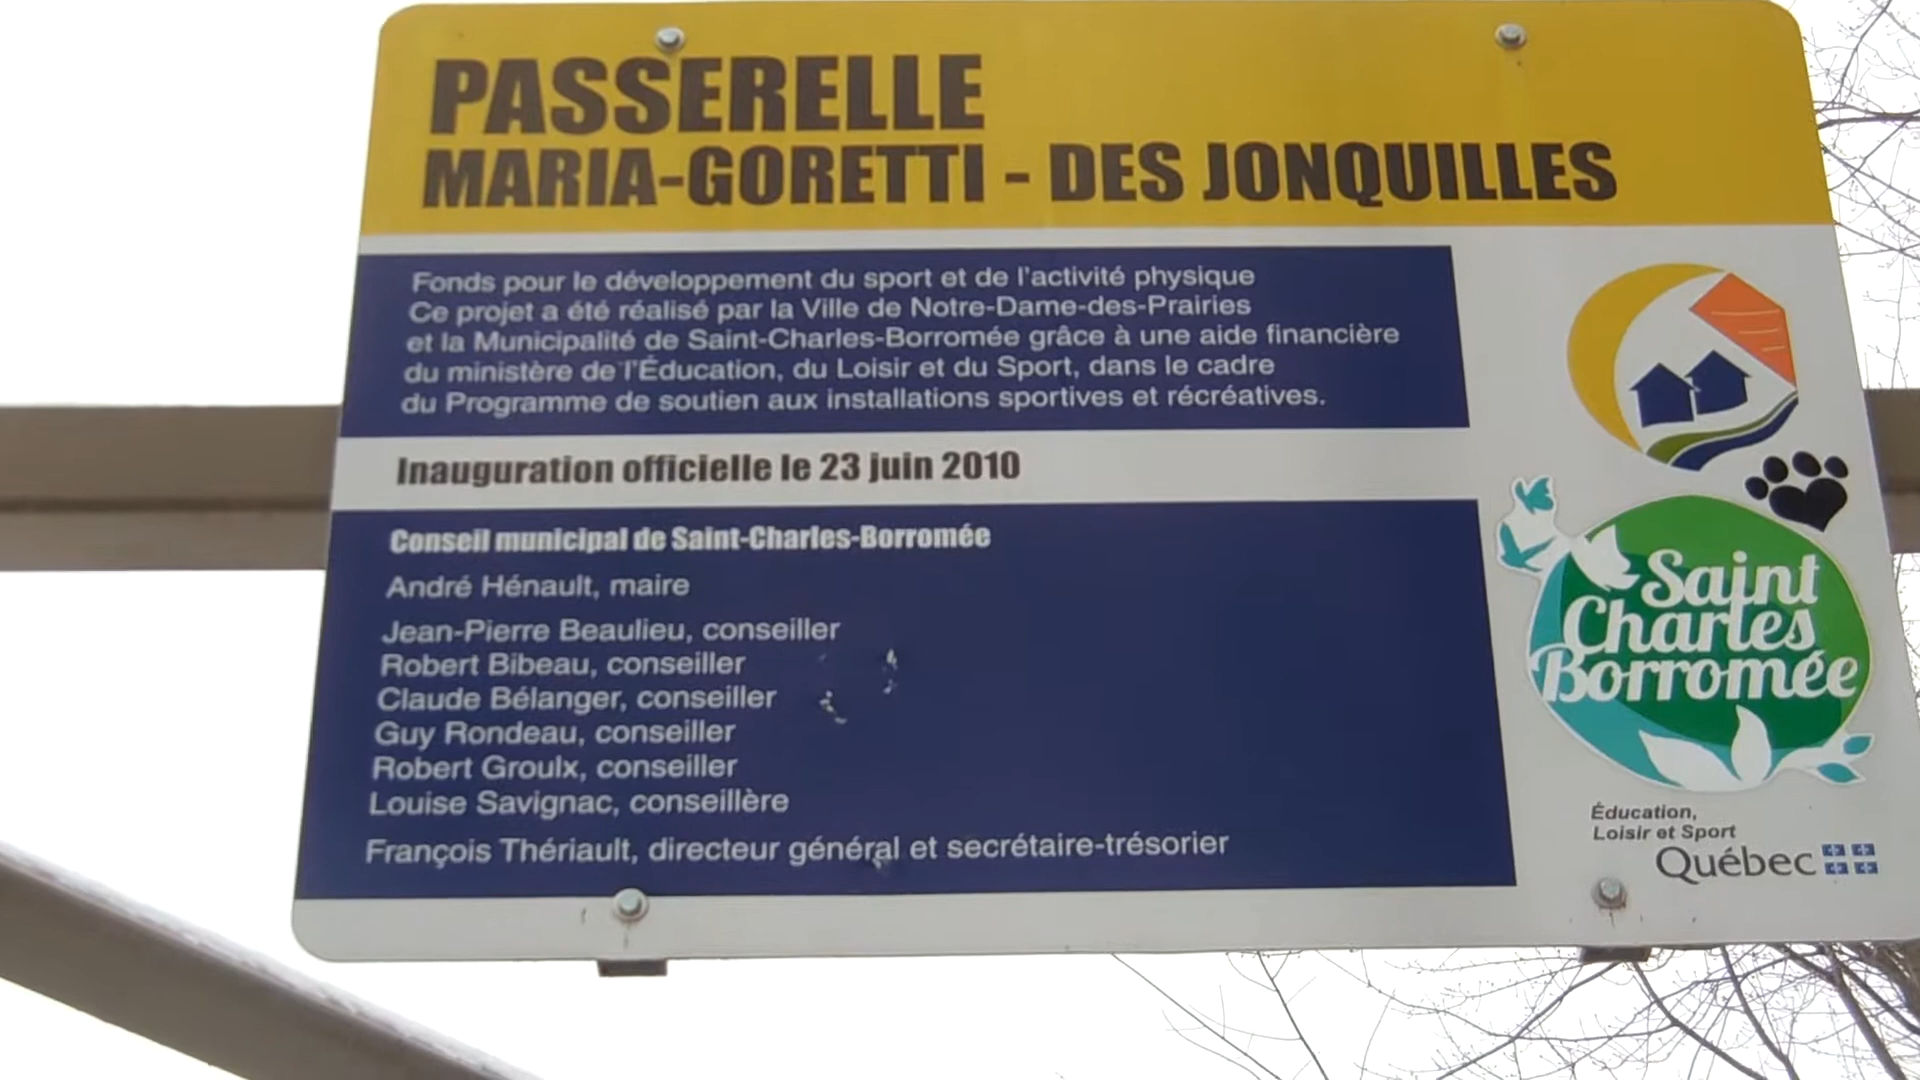 PASSERELLE
MARIA-GORETTI - DES JONQUILLES
Fonds pour le développement du sport et de l'activité physique
Ce projet a été réalisé par la Ville de Notre-Dame-des-Prairies
et la Municipalité de Saint-Charles-Borromée grâce à une aide financière
du ministère de l'Éducation, du Loisir et du Sport, dans le cadre
du Programme de soutien aux installations sportives et récréatives.
Inauguration officielle le 23 juin 2010
Conseil municipal de Saint-Charles-Borromée
André Hénault, maire
Jean-Pierre Beaulieu, conseiller
Robert Bibeau, conseiller
Claude Bélanger, conseiller
Guy Rondeau, conseiller
Robert Groulx, conseiller
Louise Savignac, conseillère
François Thériault, directeur général et secrétaire-trésorier
Saint
Charles
Borromée
Éducation,
Loisir et Sport
Québec